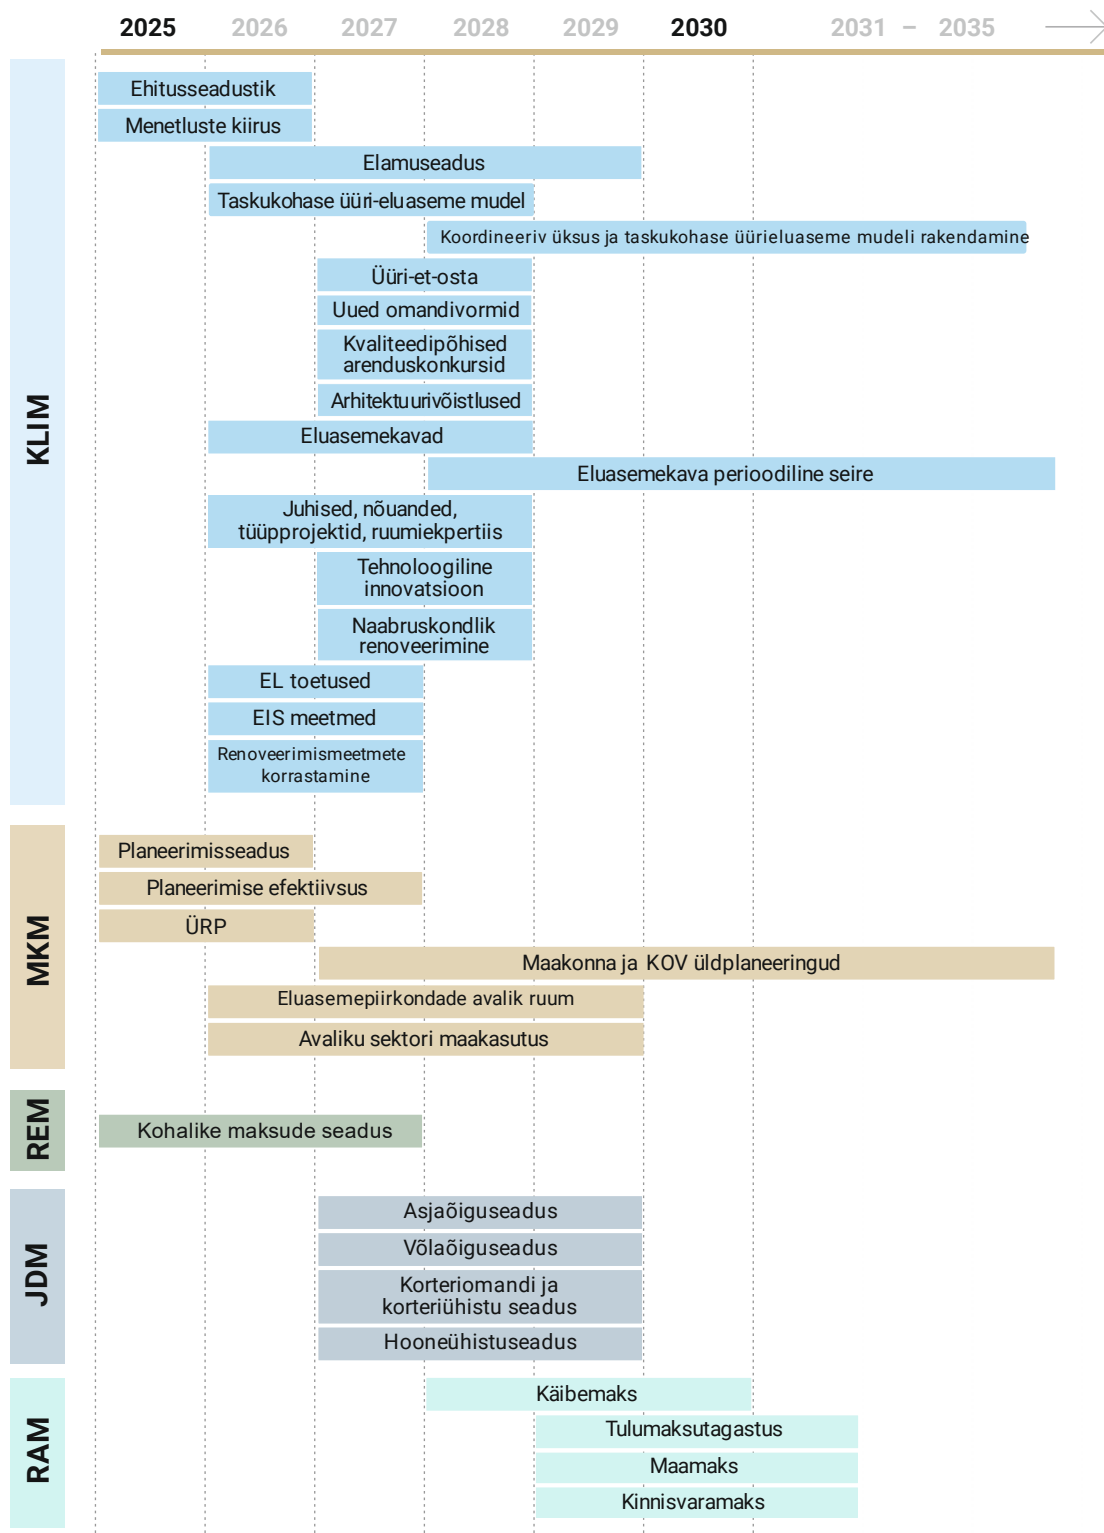 2025 2026 2027 2028 2029 2030 2031 – 2035
KLIM
Ehitusseadustik
Menetluste kiirus
Elamuseadus
Taskukohase üüri-eluaseme mudel
Koordineeriv üksus ja taskukohase üürieluaseme mudeli rakendamine
Üüri-et-osta
Uued omandivormid
Kvaliteedipõhised
arenduskonkursid
Arhitektuurivõistlused
Eluasemekavad
Eluasemekava perioodiline seire
Juhised, nõuanded,
tüüpprojektid, ruumiekpertiis
Tehnoloogiline
innovatsioon
Naabruskondlik
renoveerimine
EL toetused
EIS meetmed
Renoveerimismeetmete
korrastamine
MKM
Planeerimisseadus
Planeerimise efektiivsus
ÜRP
Maakonna ja KOV üldplaneeringud
Eluasemepiirkondade avalik ruum
Avaliku sektori maakasutus
REM
Kohalike maksude seadus
JDM
Asjaõiguseadus
Võlaõiguseadus
Korteriomandi ja
korteriühistu seadus
Hooneühistuseadus
RAM
Käibemaks
Tulumaksutagastus
Maamaks
Kinnisvaramaks